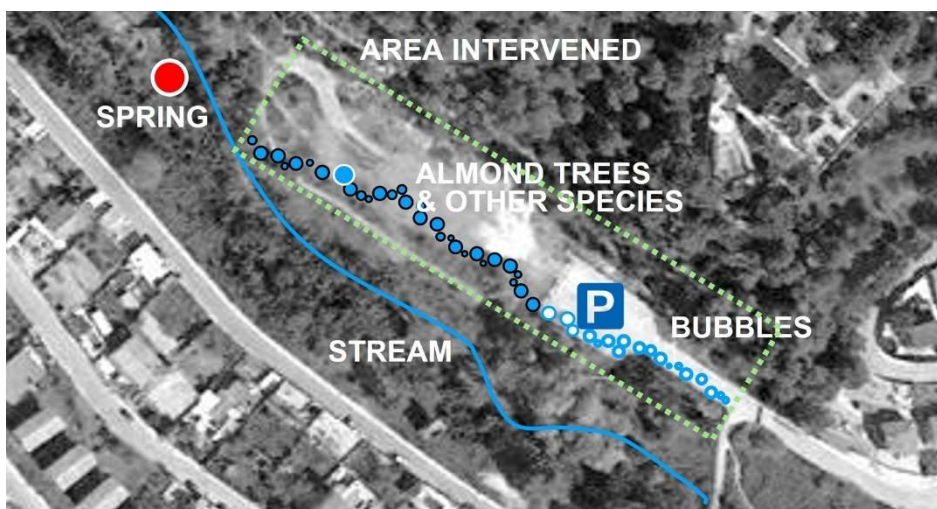 AREA INTERVENED
SPRING
ALMOND TREES
& OTHER SPECIES
P
BUBBLES
STREAM